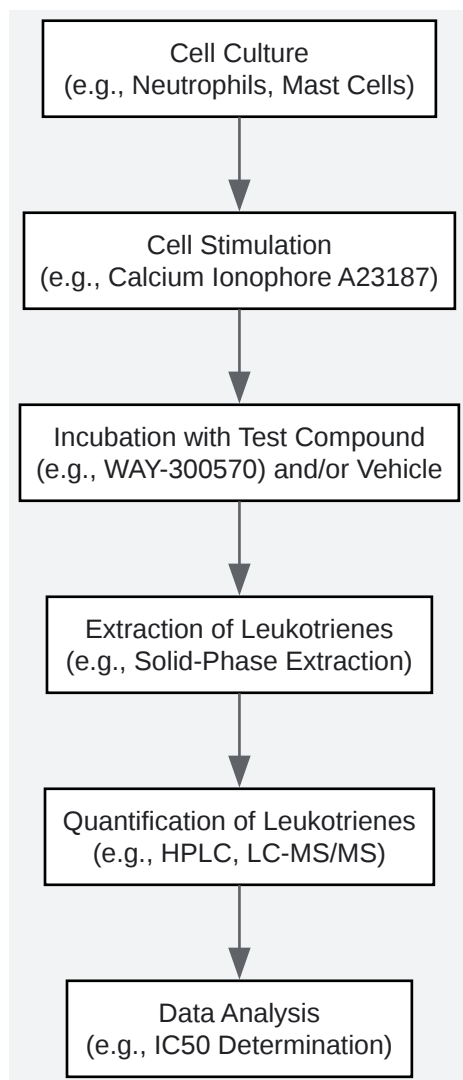 Cell Culture
(e.g., Neutrophils, Mast Cells)
Cell Stimulation
(e.g., Calcium Ionophore A23187)
Incubation with Test Compound
(e.g., WAY-300570) and/or Vehicle
Extraction of Leukotrienes
(e.g., Solid-Phase Extraction)
Quantification of Leukotrienes
(e.g., HPLC, LC-MS/MS)
Data Analysis
(e.g., IC50 Determination)